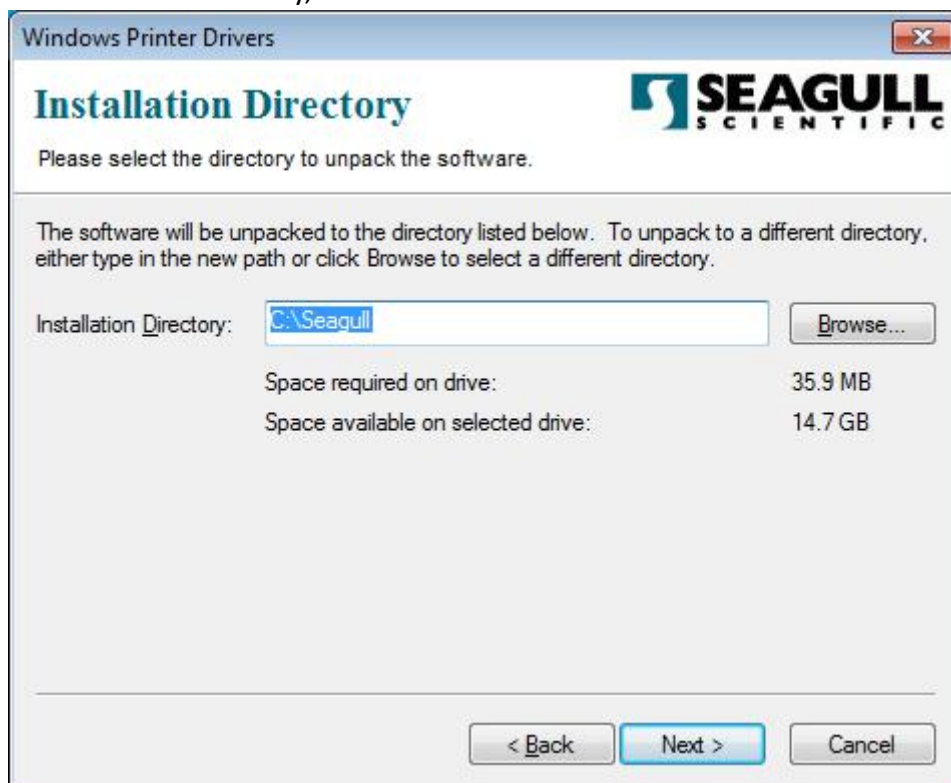 Windows Printer Drivers
Installation Directory
SEAGULL
SCIENTIFIC
Please select the directory to unpack the software.
The software will be unpacked to the directory listed below. To unpack to a different directory,
either type in the new path or click Browse to select a different directory.
Installation Directory: C:\Seagull Browse...
Space required on drive: 35.9 MB
Space available on selected drive: 14.7 GB
< Back Next > Cancel